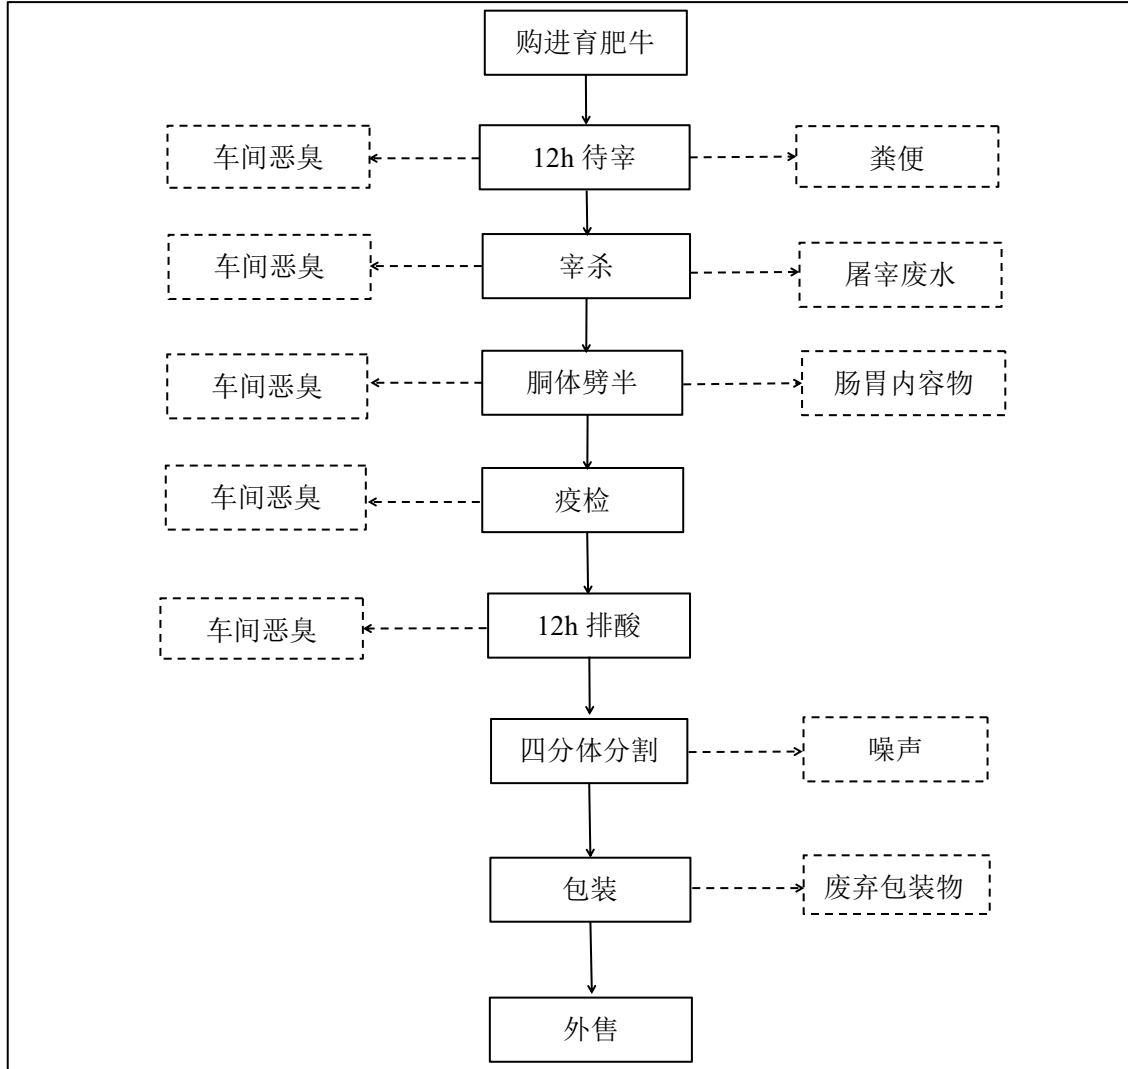 购进育肥牛
车间恶臭
12h 待宰
粪便
车间恶臭
宰杀
屠宰废水
车间恶臭
胴体劈半
肠胃内容物
车间恶臭
疫检
车间恶臭
12h 排酸
四分体分割
噪声
包装
废弃包装物
外售